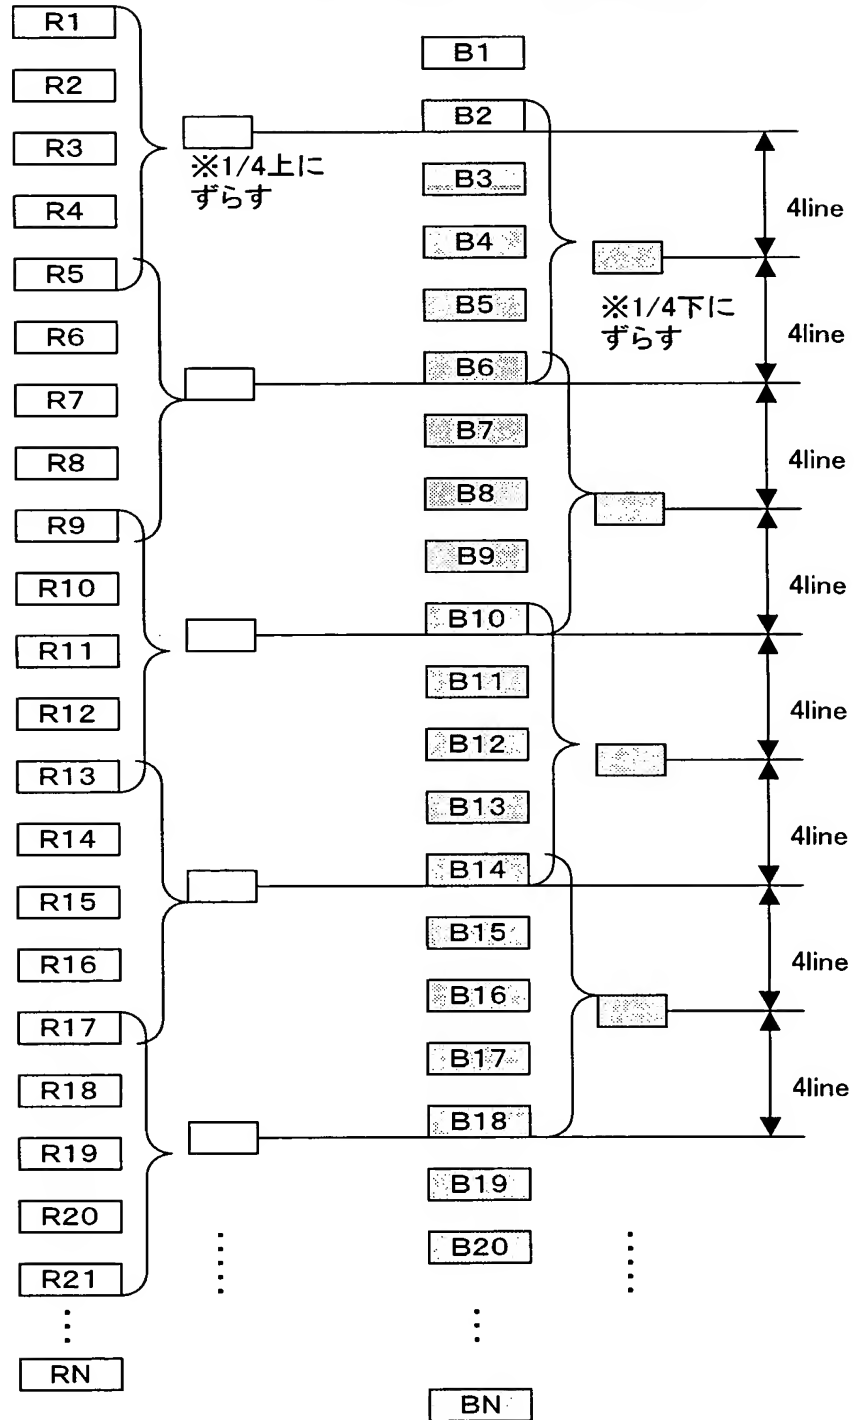 R1
R2
R3
R4
R5
R6
R7
R8
R9
R10
R11
R12
R13
R14
R15
R16
R17
R18
R19
R20
R21
⋮
RN
※1/4上に
ずらす
⋮
B1
B2
B3
B4
B5
B6
B7
B8
B9
B10
B11
B12
B13
B14
B15
B16
B17
B18
B19
B20
⋮
BN
※1/4下に
ずらす
⋮
4line
4line
4line
4line
4line
4line
4line
4line